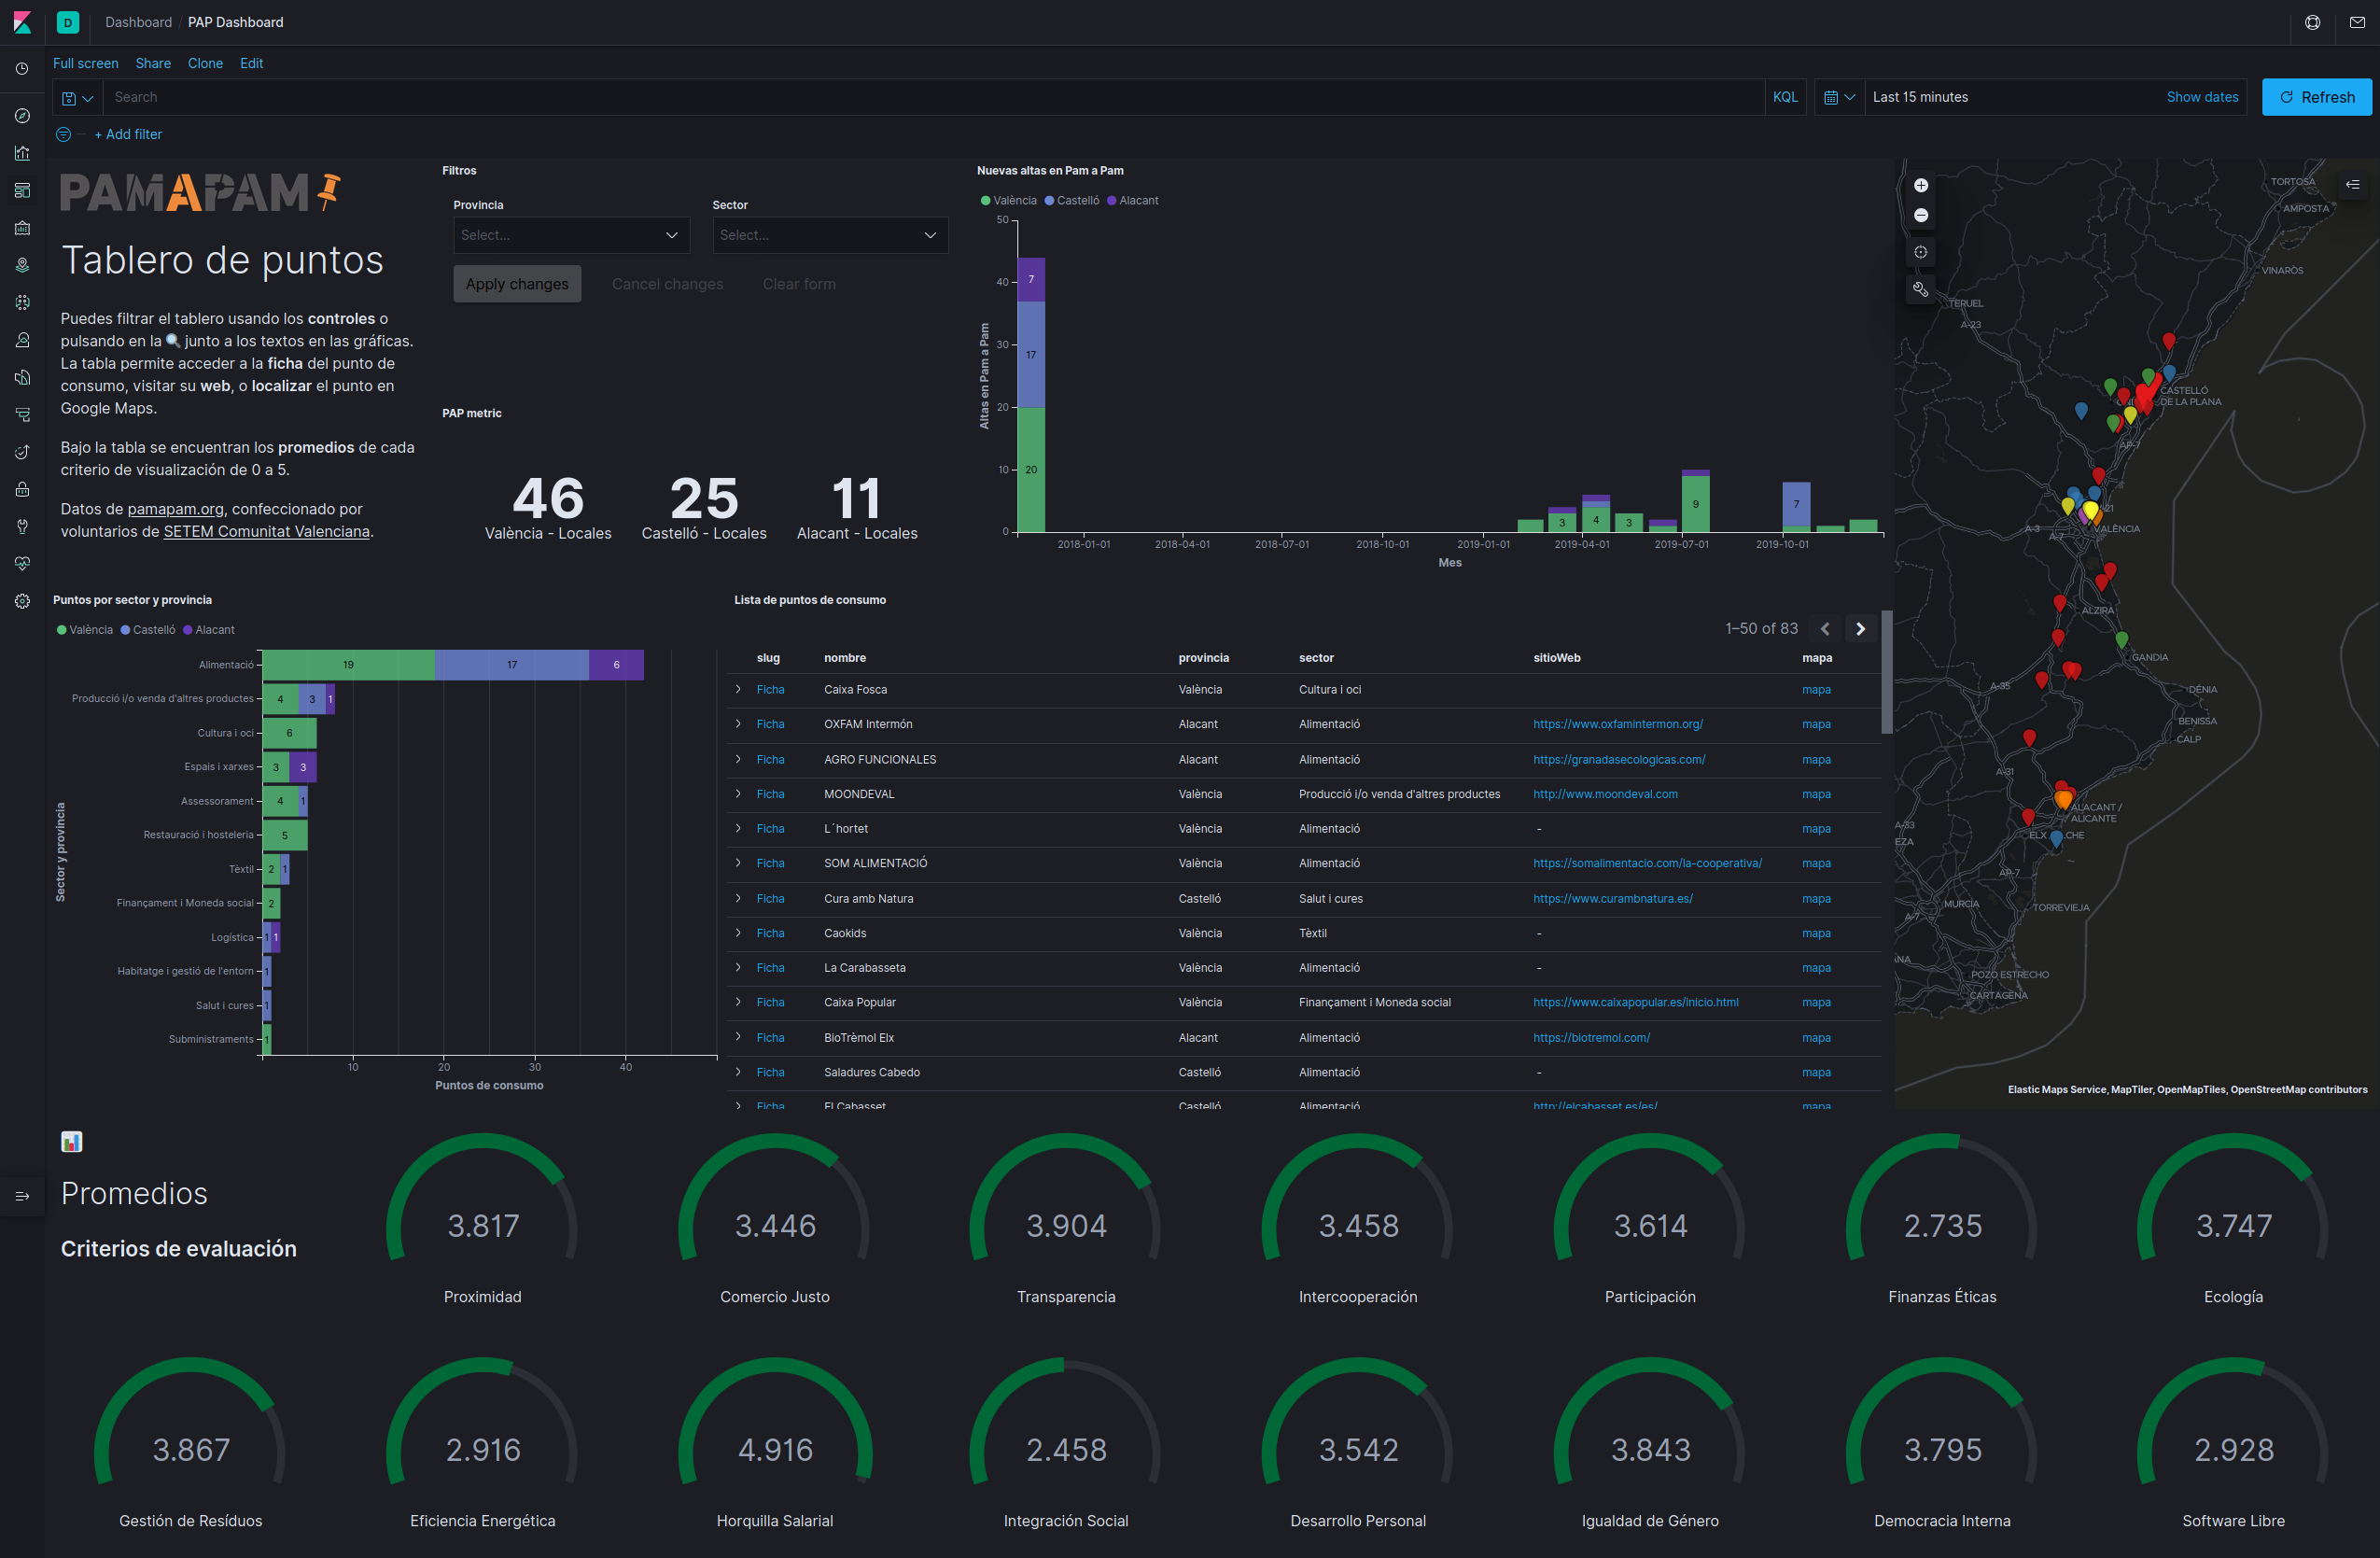 D
Dashboard / PAP Dashboard
Full screen Share Clone Edit
Search
KQL
Last 15 minutes
Show dates
Refresh
+ Add filter
PAMAPAM
Tablero de puntos
Puedes filtrar el tablero usando los controles o
pulsando en la 🔍 junto a los textos en las gráficas.
La tabla permite acceder a la ficha del punto de
consumo, visitar su web, o localizar el punto en
Google Maps.
Bajo la tabla se encuentran los promedios de cada
criterio de visualización de 0 a 5.
Datos de pamapam.org, confeccionado por
voluntarios de SETEM Comunitat Valenciana.
Filtros
Provincia
Select...
Sector
Select...
Apply changes Cancel changes Clear form
PAP metric
46
València - Locales
25
Castelló - Locales
11
Alacant - Locales
Nuevas altas en Pam a Pam
València Castelló Alacant
Altas en Pam a Pam
50
40
30
20
10
0
7
17
20
3 4 3 9 7
2018-01-01 2018-04-01 2018-07-01 2018-10-01 2019-01-01 2019-04-01 2019-07-01 2019-10-01
Mes
TORTOSA
AMPOSTA
VINARÒS
TERUEL
A-23
CASTELLÓ
DE LA PLANA
AP-7
A-3
A-7
VALÈNCIA
ALZIRA
GANDIA
A-35
DÉNIA
BENISSA
CALP
A-31
ALACANT /
ALICANTE
A-33
EZA
AP-7
MURCIA
A-7
TORREVIEJA
ANA
POZO ESTRECHO
CARTAGENA
Elastic Maps Service, MapTiler, OpenMapTiles, OpenStreetMap contributors
Puntos por sector y provincia
València Castelló Alacant
Sector y provincia
Alimentació 19 17 6
Producció i/o venda d'altres productes 4 3 1
Cultura i oci 6
Espais i xarxes 3 3
Assessorament 4 1
Restauració i hosteleria 5
Tèxtil 2 1
Finançament i Moneda social 2
Logística 1 1
Habitatge i gestió de l'entorn 1
Salut i cures 1
Subministraments 1
10 20 30 40
Puntos de consumo
Lista de puntos de consumo
1–50 of 83
slug nombre provincia sector sitioWeb mapa
Ficha Caixa Fosca València Cultura i oci mapa
Ficha OXFAM Intermón Alacant Alimentació https://www.oxfamintermon.org/ mapa
Ficha AGRO FUNCIONALES Alacant Alimentació https://granadasecologicas.com/ mapa
Ficha MOONDEVAL València Producció i/o venda d'altres productes http://www.moondeval.com mapa
Ficha L´hortet València Alimentació - mapa
Ficha SOM ALIMENTACIÓ València Alimentació https://somalimentacio.com/la-cooperativa/ mapa
Ficha Cura amb Natura Castelló Salut i cures https://www.curambnatura.es/ mapa
Ficha Caokids València Tèxtil - mapa
Ficha La Carabasseta València Alimentació - mapa
Ficha Caixa Popular València Finançament i Moneda social https://www.caixapopular.es/inicio.html mapa
Ficha BioTrèmol Elx Alacant Alimentació https://biotremol.com/ mapa
Ficha Saladures Cabedo Castelló Alimentació - mapa
Ficha El Cabasset Castelló Alimentació http://elcabasset.es/es/ mapa
Promedios
Criterios de evaluación
3.817
Proximidad
3.446
Comercio Justo
3.904
Transparencia
3.458
Intercooperación
3.614
Participación
2.735
Finanzas Éticas
3.747
Ecología
3.867
Gestión de Resíduos
2.916
Eficiencia Energética
4.916
Horquilla Salarial
2.458
Integración Social
3.542
Desarrollo Personal
3.843
Igualdad de Género
3.795
Democracia Interna
2.928
Software Libre